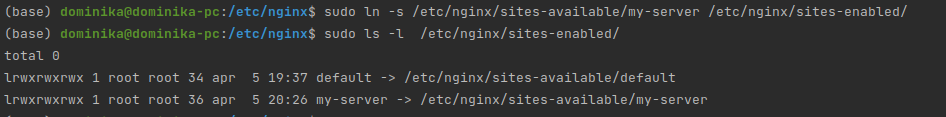 (base) dominika@dominika-pc:/etc/nginx$ sudo ln -s /etc/nginx/sites-available/my-server /etc/nginx/sites-enabled/
(base) dominika@dominika-pc:/etc/nginx$ sudo ls -l  /etc/nginx/sites-enabled/
total 0
lrwxrwxrwx 1 root root 34 apr  5 19:37 default -> /etc/nginx/sites-available/default
lrwxrwxrwx 1 root root 36 apr  5 20:26 my-server -> /etc/nginx/sites-available/my-server